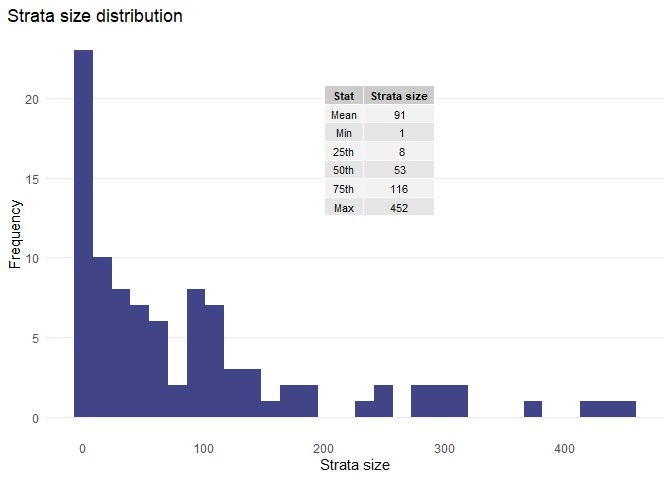 Strata size distribution
Stat Strata size
Mean 91
Min 1
25th 8
50th 53
75th 116
Max 452
Frequency
20
15
10
5
0
0 100 200 300 400
Strata size